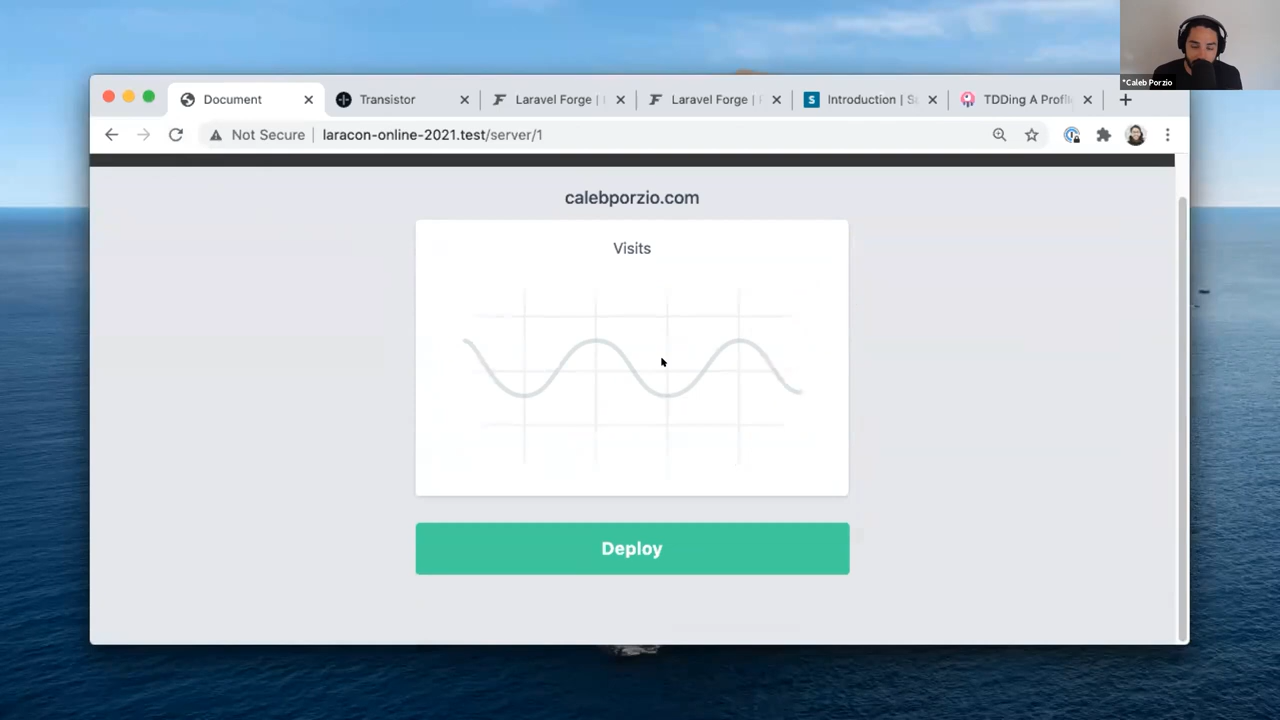 *Caleb Porzio
Document
Transistor
Laravel Forge |
Laravel Forge |
Introduction | S
TDDing A Profil
Not Secure
laracon-online-2021.test/server/1
calebporzio.com
Visits
Deploy